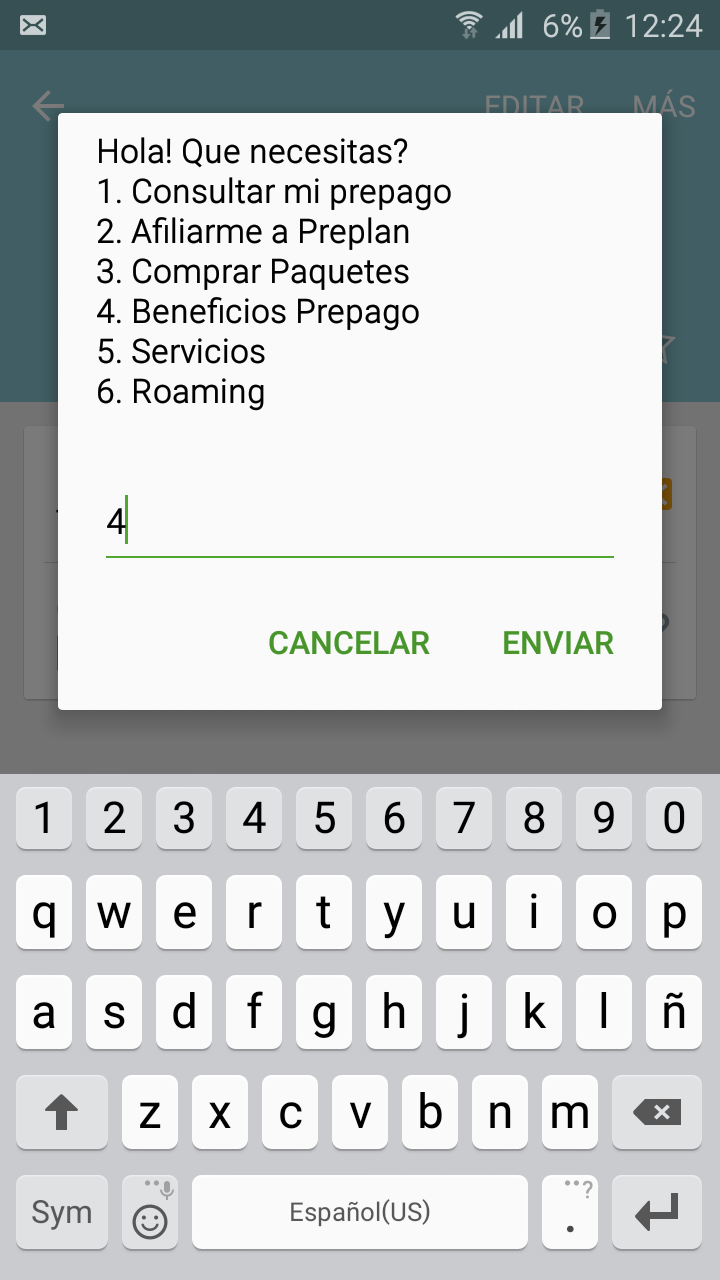 6% 12:24
EDITAR MÁS
Hola! Que necesitas?
1. Consultar mi prepago
2. Afiliarme a Preplan
3. Comprar Paquetes
4. Beneficios Prepago
5. Servicios
6. Roaming
4
CANCELAR ENVIAR
1 2 3 4 5 6 7 8 9 0
q w e r t y u i o p
a s d f g h j k l ñ
z x c v b n m
Sym Español(US) . ?